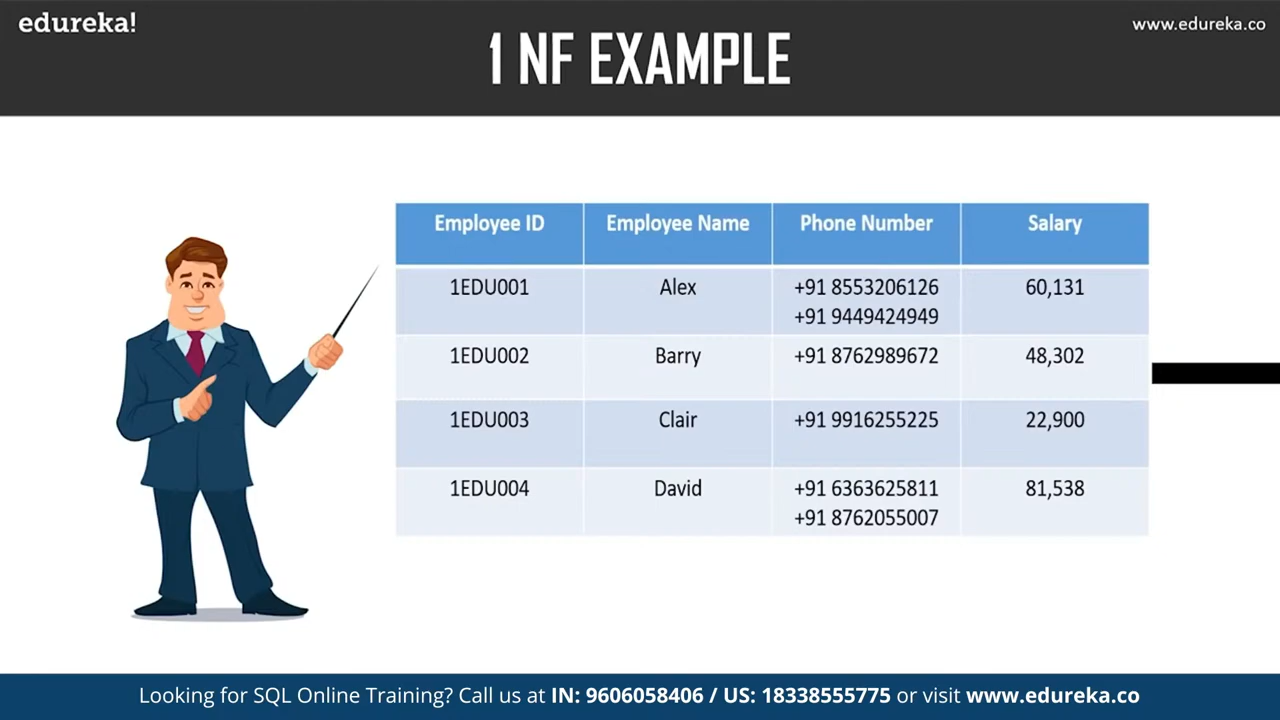 edureka!
www.edureka.co
1 NF EXAMPLE
Employee ID Employee Name Phone Number Salary
1EDU001 Alex +91 8553206126 60,131
+91 9449424949
1EDU002 Barry +91 8762989672 48,302
1EDU003 Clair +91 9916255225 22,900
1EDU004 David +91 6363625811 81,538
+91 8762055007
Looking for SQL Online Training? Call us at IN: 9606058406 / US: 18338555775 or visit www.edureka.co